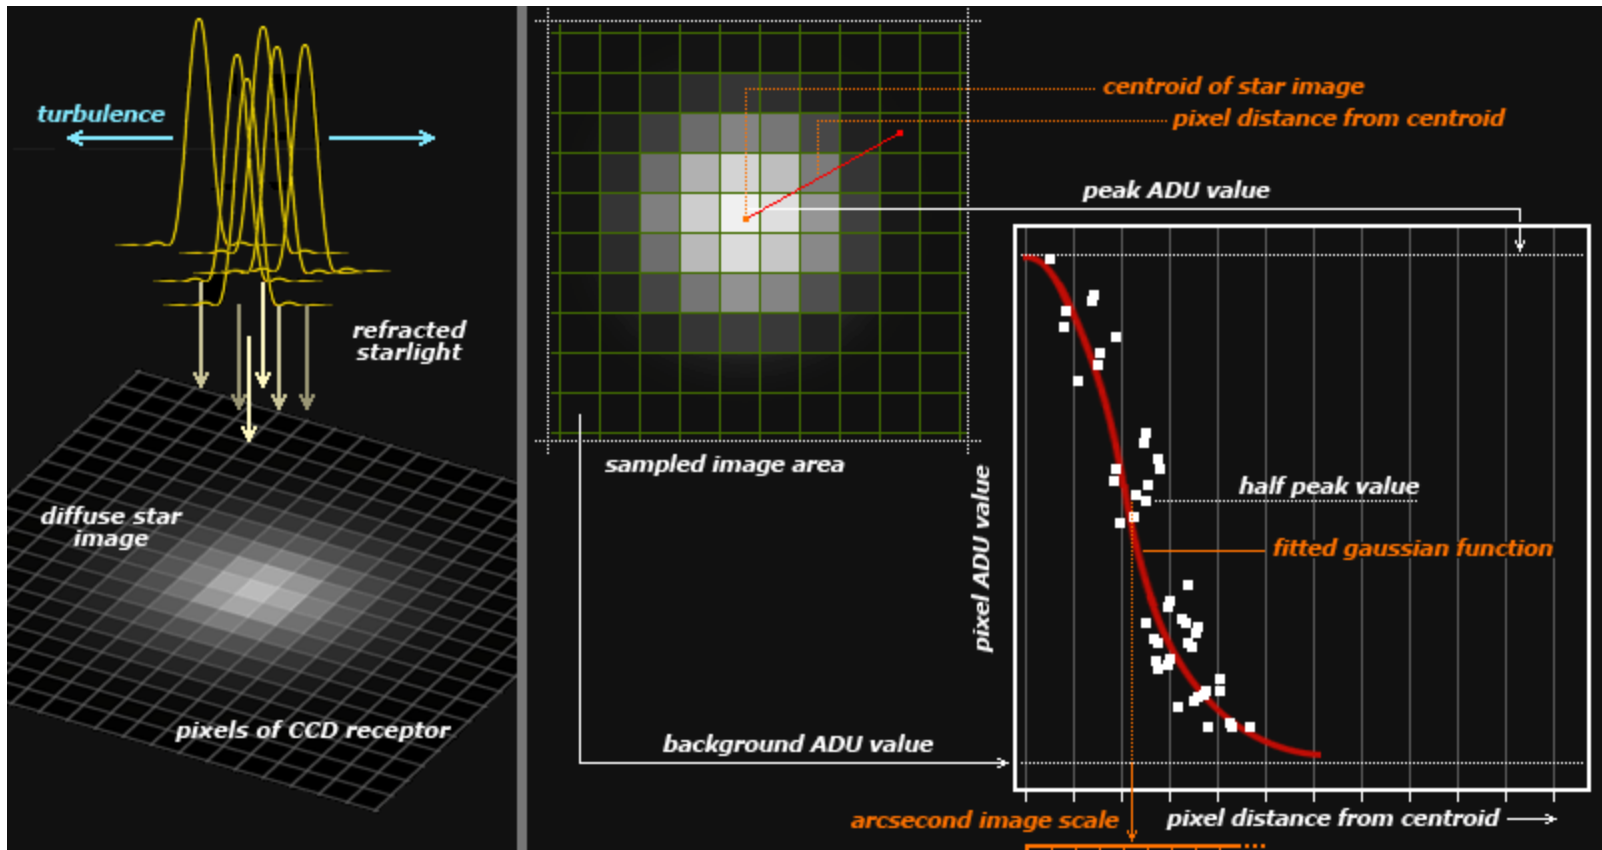 turbulence
refracted
starlight
diffuse star
image
pixels of CCD receptor
centroid of star image
pixel distance from centroid
peak ADU value
sampled image area
pixel ADU value
half peak value
fitted gaussian function
background ADU value
arcsecond image scale
pixel distance from centroid